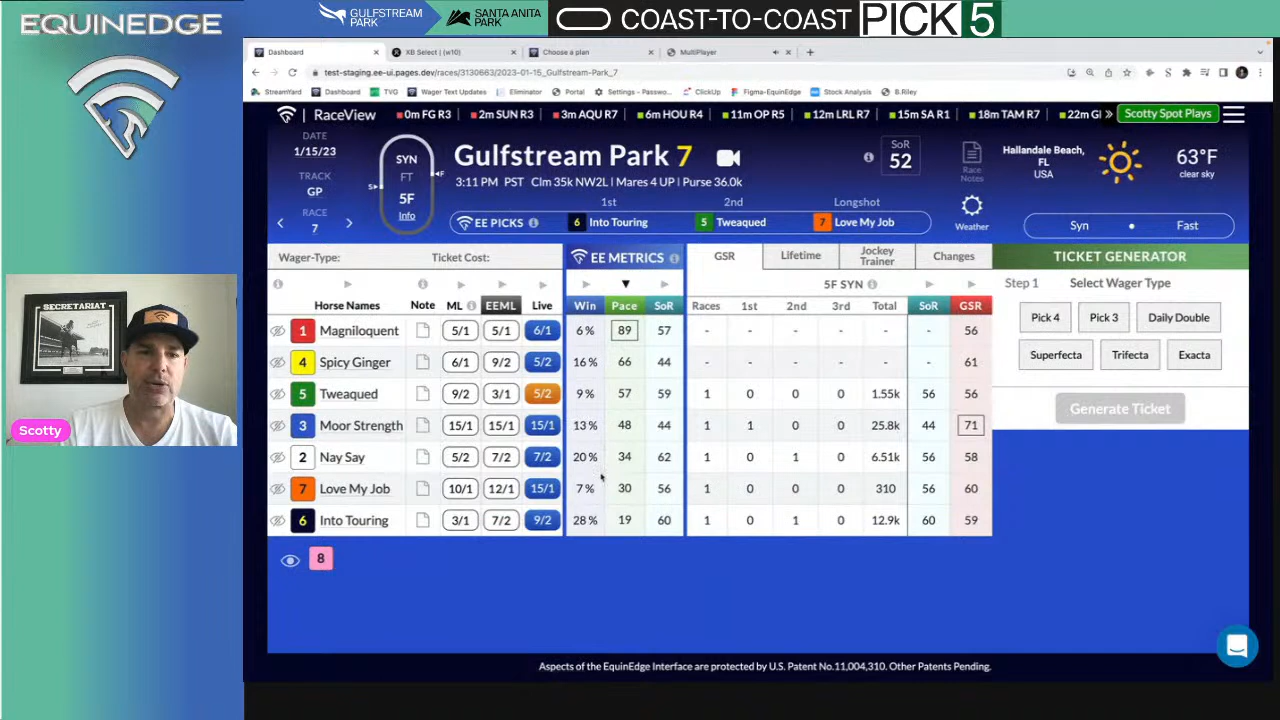 EQUINEDGE
GULFSTREAM PARK
SANTA ANITA PARK
COAST-TO-COAST PICK 5
Dashboard
XB Select | (w10)
Choose a plan
MultiPlayer
test-staging.ee-ui.pages.dev/races/3130663/2023-01-15_Gulfstream-Park_7
StreamYard
Dashboard
TVG
Wager Text Updates
Eliminator
Portal
Settings - Passwo...
ClickUp
Figma-EquinEdge
Stock Analysis
B.Riley
RaceView
0m FG R3
2m SUN R3
3m AQU R7
6m HOU R4
11m OP R5
12m LRL R7
15m SA R1
18m TAM R7
22m GI
Scotty Spot Plays
DATE
1/15/23
TRACK
GP
RACE
7
SYN
FT
5F
Info
S
F
Gulfstream Park 7
3:11 PM PST Clm 35k NW2L | Mares 4 UP | Purse 36.0k
SoR
52
Race Notes
Hallandale Beach, FL USA
63°F
clear sky
Weather
Syn
Fast
1st
2nd
Longshot
EE PICKS
6 Into Touring
5 Tweaqued
7 Love My Job
Wager-Type:
Ticket Cost:
EE METRICS
GSR
Lifetime
Jockey Trainer
Changes
TICKET GENERATOR
5F SYN
Horse Names Note ML EEML Live Win Pace SoR Races 1st 2nd 3rd Total SoR GSR
1 Magniloquent 5/1 5/1 6/1 6% 89 57 - - - - - - 56
4 Spicy Ginger 6/1 9/2 5/2 16% 66 44 - - - - - - 61
5 Tweaqued 9/2 3/1 5/2 9% 57 59 1 0 0 0 1.55k 56 56
3 Moor Strength 15/1 15/1 15/1 13% 48 44 1 1 0 0 25.8k 44 71
2 Nay Say 5/2 7/2 7/2 20% 34 62 1 0 1 0 6.51k 56 58
7 Love My Job 10/1 12/1 15/1 7% 30 56 1 0 0 0 310 56 60
6 Into Touring 3/1 7/2 9/2 28% 19 60 1 0 1 0 12.9k 60 59
8
Step 1
Select Wager Type
Pick 4
Pick 3
Daily Double
Superfecta
Trifecta
Exacta
Generate Ticket
SECRETARIAT
Scotty
Aspects of the EquinEdge Interface are protected by U.S. Patent No.11,004,310. Other Patents Pending.